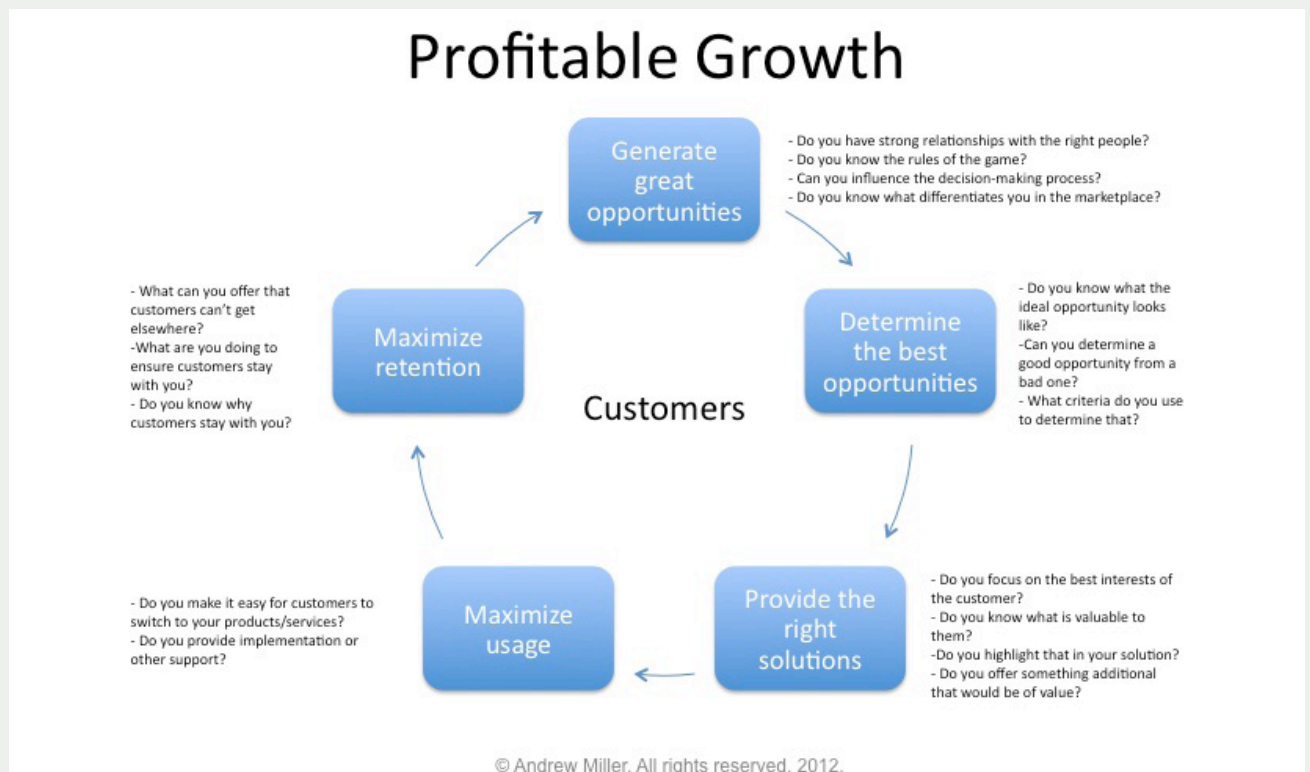 Profitable Growth
Generate
great
opportunities
- Do you have strong relationships with the right people?
- Do you know the rules of the game?
- Can you influence the decision-making process?
- Do you know what differentiates you in the marketplace?
Determine
the best
opportunities
- Do you know what the
ideal opportunity looks
like?
-Can you determine a
good opportunity from a
bad one?
- What criteria do you use
to determine that?
Provide the
right
solutions
- Do you focus on the best interests of
the customer?
- Do you know what is valuable to
them?
-Do you highlight that in your solution?
- Do you offer something additional
that would be of value?
Maximize
usage
- Do you make it easy for customers to
switch to your products/services?
- Do you provide implementation or
other support?
Maximize
retention
- What can you offer that
customers can't get
elsewhere?
-What are you doing to
ensure customers stay
with you?
- Do you know why
customers stay with you?
Customers
© Andrew Miller. All rights reserved. 2012.